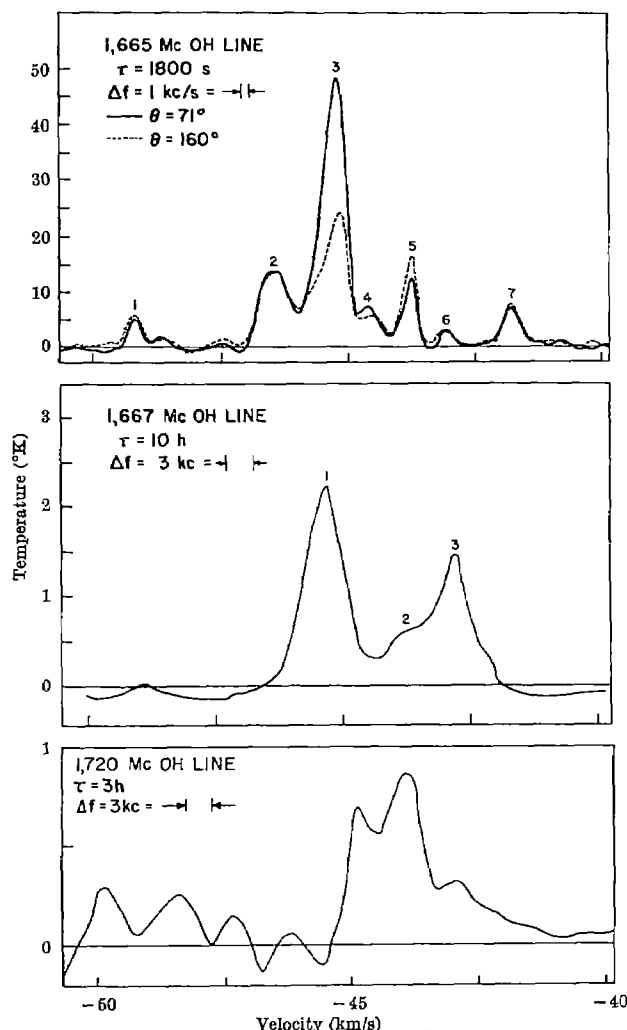 1,665 Mc OH LINE
τ = 1800 s
Δf = 1 kc/s =
θ = 71°
θ = 160°
50
40
30
20
10
0
1
2
3
4
5
6
7
1,667 Mc OH LINE
τ = 10 h
Δf = 3 kc =
3
2
1
0
1
2
3
Temperature (°K)
1,720 Mc OH LINE
τ = 3h
Δf = 3kc =
1
0
−50
−45
−40
Velocity (km/s)